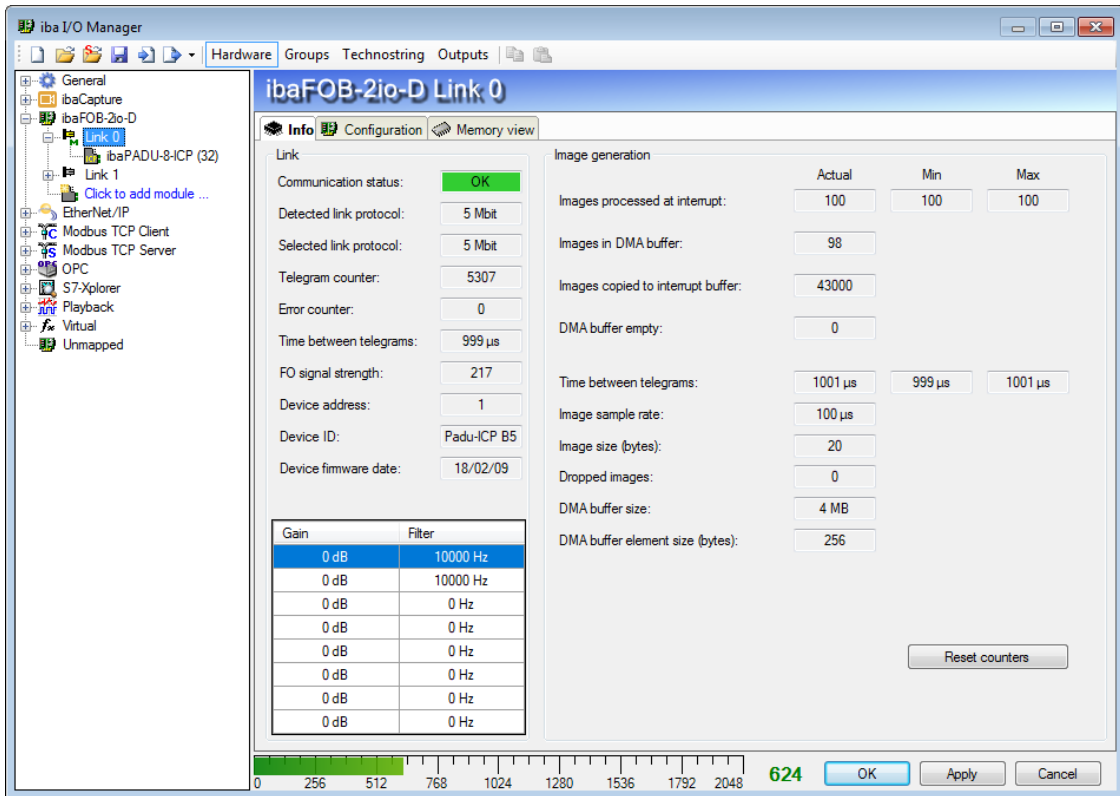 iba I/O Manager
Hardware Groups Technostring Outputs
General
ibaCapture
ibaFOB-2io-D
Link 0
ibaPADU-8-ICP (32)
Link 1
Click to add module ...
EtherNet/IP
Modbus TCP Client
Modbus TCP Server
OPC
S7-Xplorer
Playback
Virtual
Unmapped
ibaFOB-2io-D Link 0
Info Configuration Memory view
Link
Communication status: OK
Detected link protocol: 5 Mbit
Selected link protocol: 5 Mbit
Telegram counter: 5307
Error counter: 0
Time between telegrams: 999 µs
FO signal strength: 217
Device address: 1
Device ID: Padu-ICP B5
Device firmware date: 18/02/09
Gain Filter
0 dB 10000 Hz
0 dB 10000 Hz
0 dB 0 Hz
0 dB 0 Hz
0 dB 0 Hz
0 dB 0 Hz
0 dB 0 Hz
0 dB 0 Hz
Image generation
Actual Min Max
Images processed at interrupt: 100 100 100
Images in DMA buffer: 98
Images copied to interrupt buffer: 43000
DMA buffer empty: 0
Time between telegrams: 1001 µs 999 µs 1001 µs
Image sample rate: 100 µs
Image size (bytes): 20
Dropped images: 0
DMA buffer size: 4 MB
DMA buffer element size (bytes): 256
Reset counters
0 256 512 768 1024 1280 1536 1792 2048
624 OK Apply Cancel